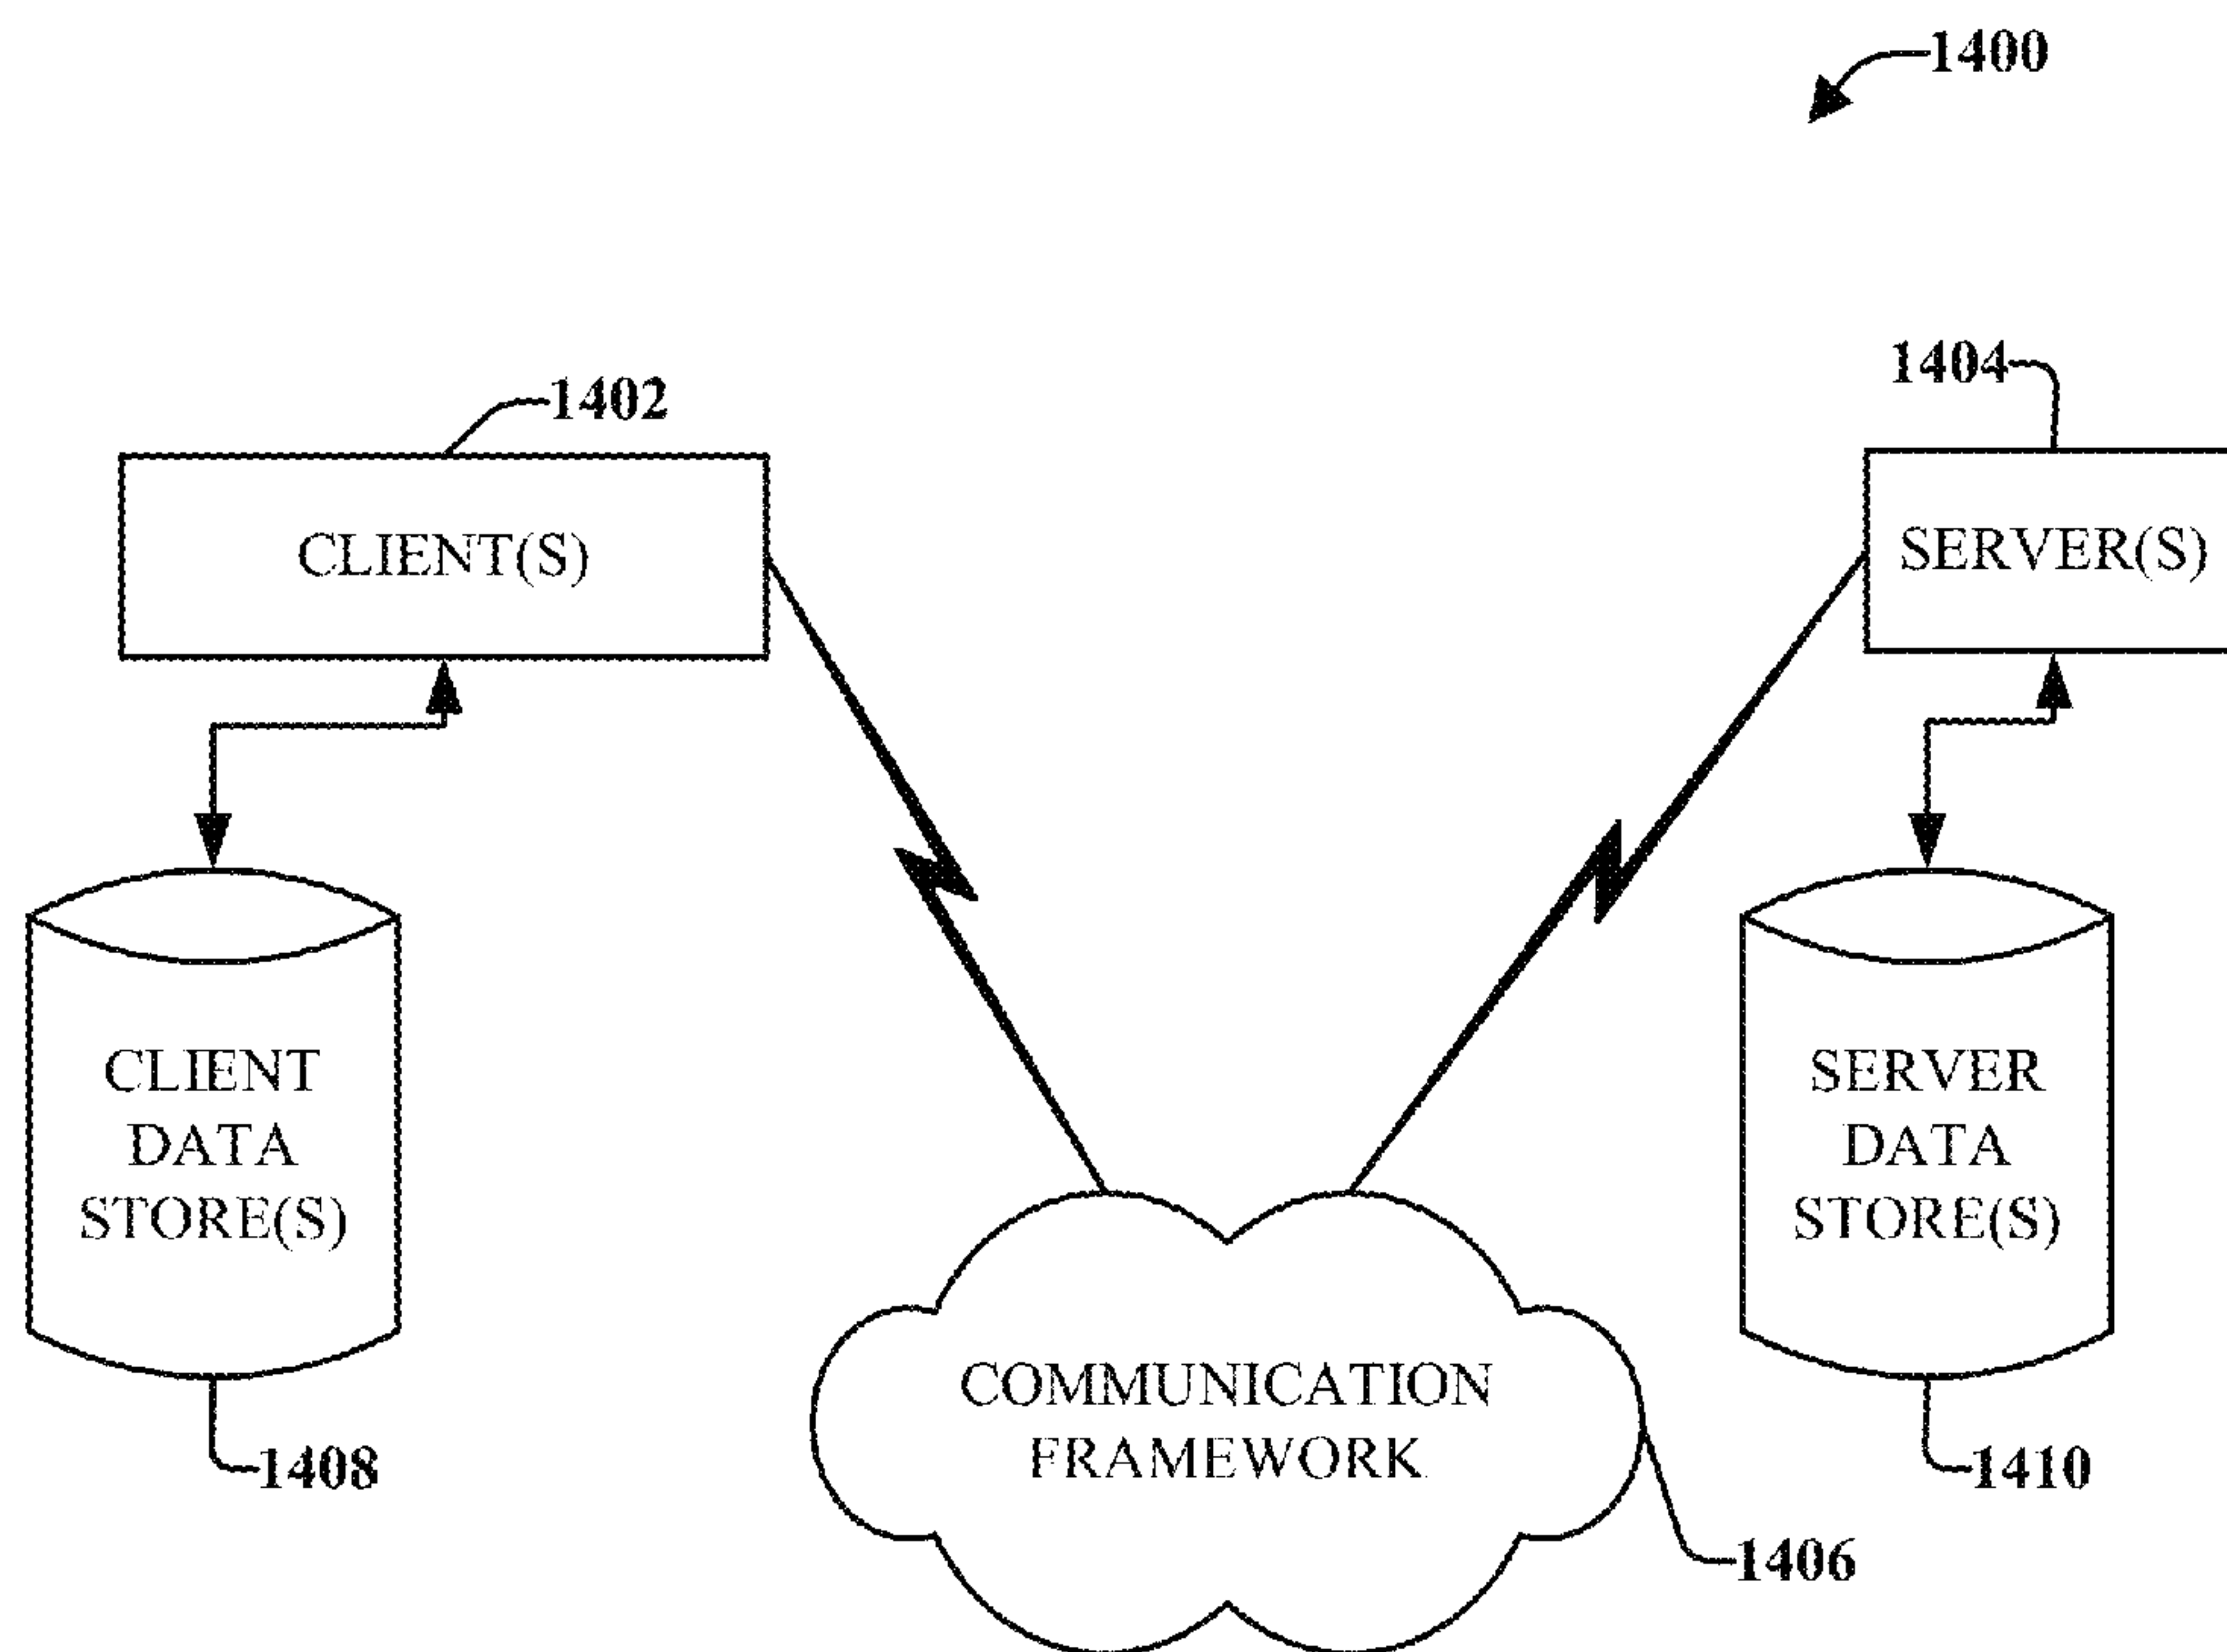 1400
1402
1404
CLIENT(S)
SERVER(S)
CLIENT
DATA
STORE(S)
SERVER
DATA
STORE(S)
COMMUNICATION
FRAMEWORK
1408
1410
1406